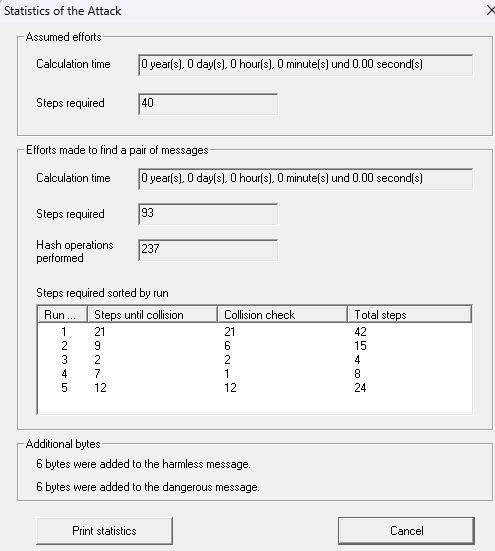 Statistics of the Attack
Assumed efforts
Calculation time 0 year(s), 0 day(s), 0 hour(s), 0 minute(s) und 0.00 second(s)
Steps required 40
Efforts made to find a pair of messages
Calculation time 0 year(s), 0 day(s), 0 hour(s), 0 minute(s) und 0.00 second(s)
Steps required 93
Hash operations
performed 237
Steps required sorted by run
Run ... Steps until collision Collision check Total steps
1 21 21 42
2 9 6 15
3 2 2 4
4 7 1 8
5 12 12 24
Additional bytes
6 bytes were added to the harmless message.
6 bytes were added to the dangerous message.
Print statistics Cancel